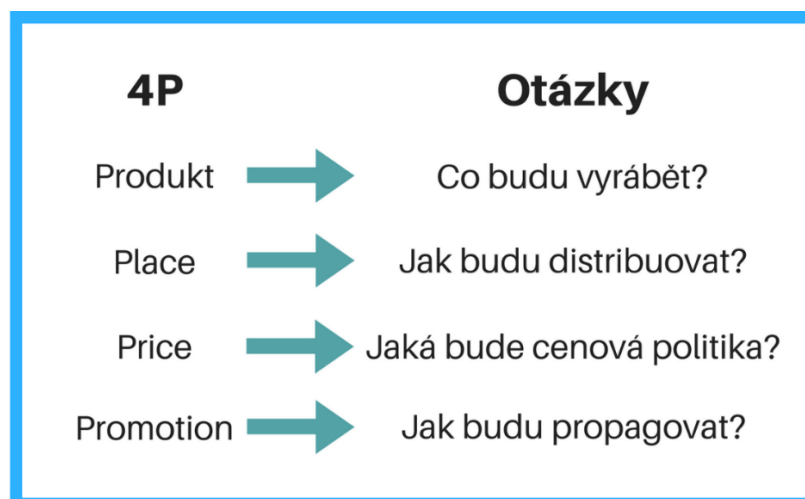 4P Otázky
Produkt Co budu vyrábět?
Place Jak budu distribuovat?
Price Jaká bude cenová politika?
Promotion Jak budu propagovat?